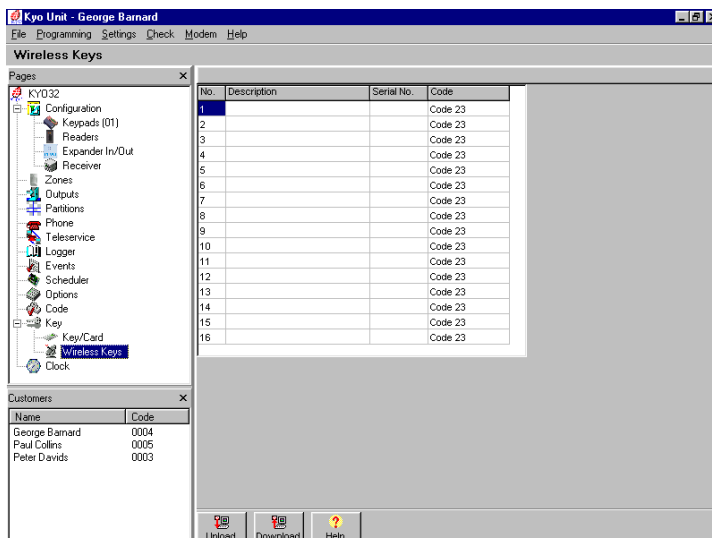 Kyo Unit - George Barnard
File Programming Settings Check Modem Help
Wireless Keys
Pages
KYO32
Configuration
Keypads (01)
Readers
Expander In/Out
Receiver
Zones
Outputs
Partitions
Phone
Teleservice
Logger
Events
Scheduler
Options
Code
Key
Key/Card
Wireless Keys
Clock
Customers
Name Code
George Barnard 0004
Paul Collins 0005
Peter Davids 0003
No. Description Serial No. Code
1 Code 23
2 Code 23
3 Code 23
4 Code 23
5 Code 23
6 Code 23
7 Code 23
8 Code 23
9 Code 23
10 Code 23
11 Code 23
12 Code 23
13 Code 23
14 Code 23
15 Code 23
16 Code 23
Upload Download Help